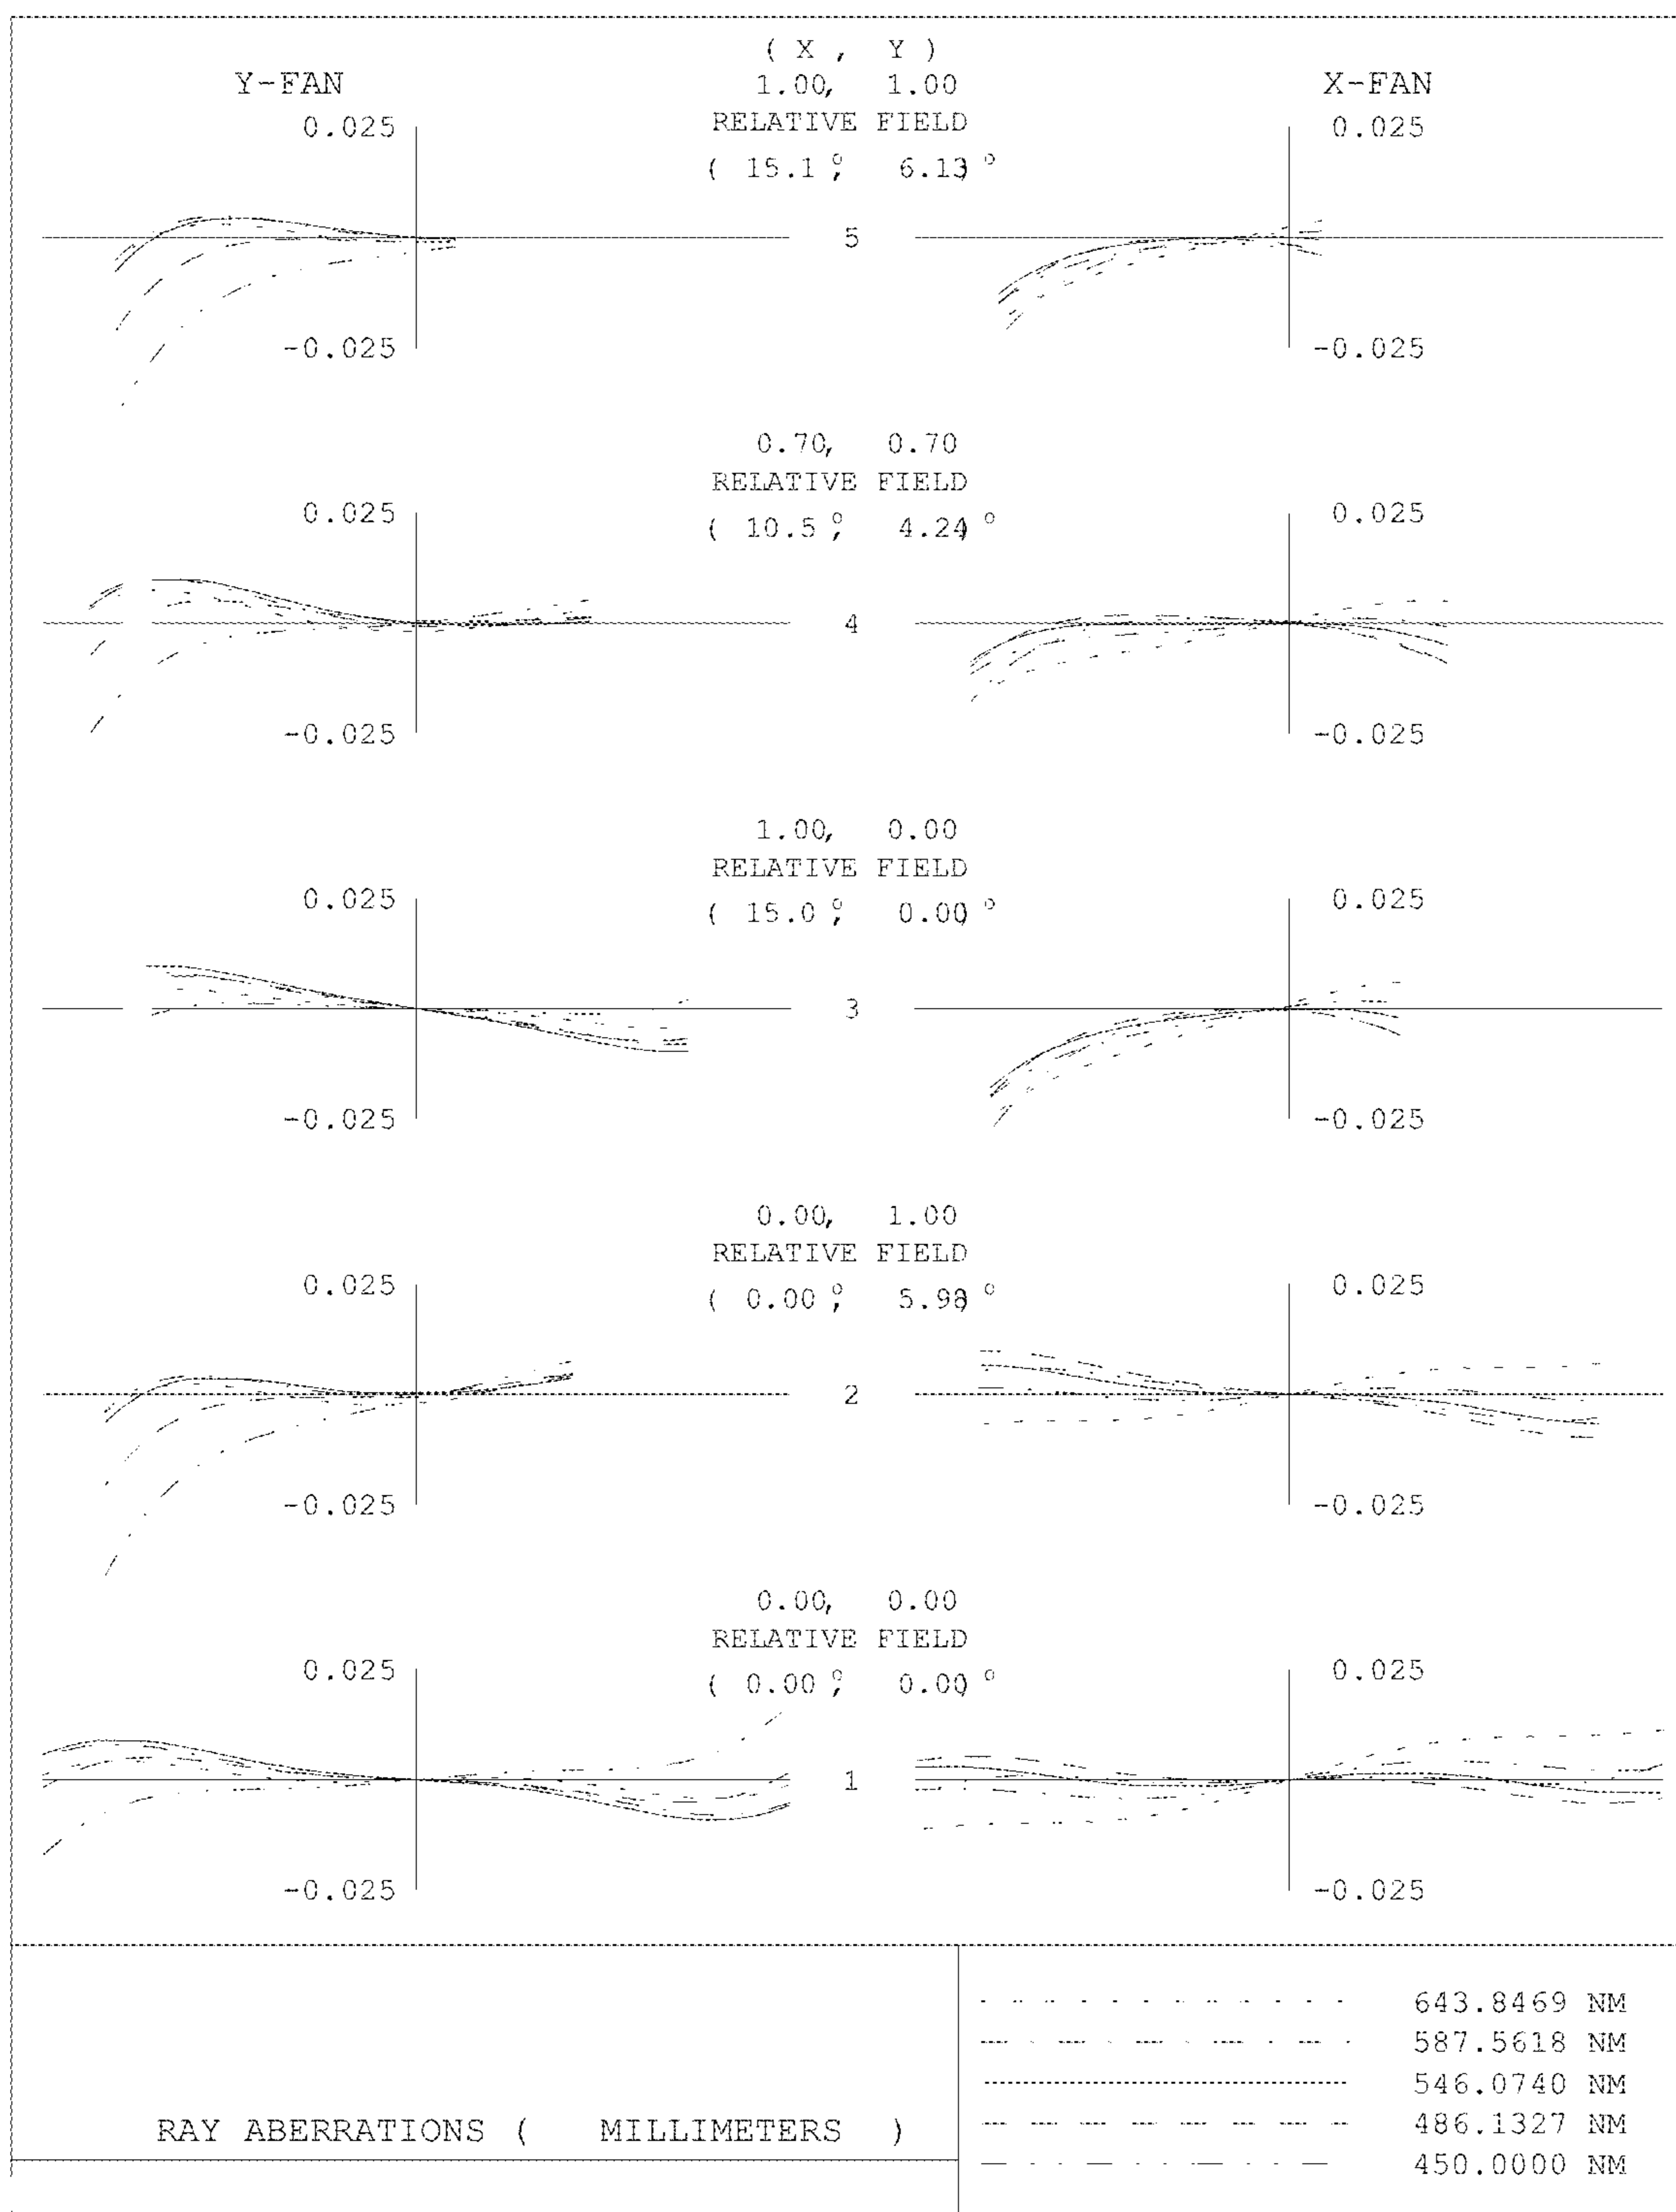 ( X , Y )
Y-FAN 1.00, 1.00 X-FAN
0.025 RELATIVE FIELD 0.025
( 15.1°, 6.13°
5
-0.025 -0.025
0.70, 0.70
RELATIVE FIELD
0.025 ( 10.5°, 4.24° 0.025
4
-0.025 -0.025
1.00, 0.00
RELATIVE FIELD
0.025 ( 15.0°, 0.00° 0.025
3
-0.025 -0.025
0.00, 1.00
RELATIVE FIELD
0.025 ( 0.00°, 5.98° 0.025
2
-0.025 -0.025
0.00, 0.00
RELATIVE FIELD
0.025 ( 0.00°, 0.00° 0.025
1
-0.025 -0.025
RAY ABERRATIONS ( MILLIMETERS )
643.8469 NM
587.5618 NM
546.0740 NM
486.1327 NM
450.0000 NM